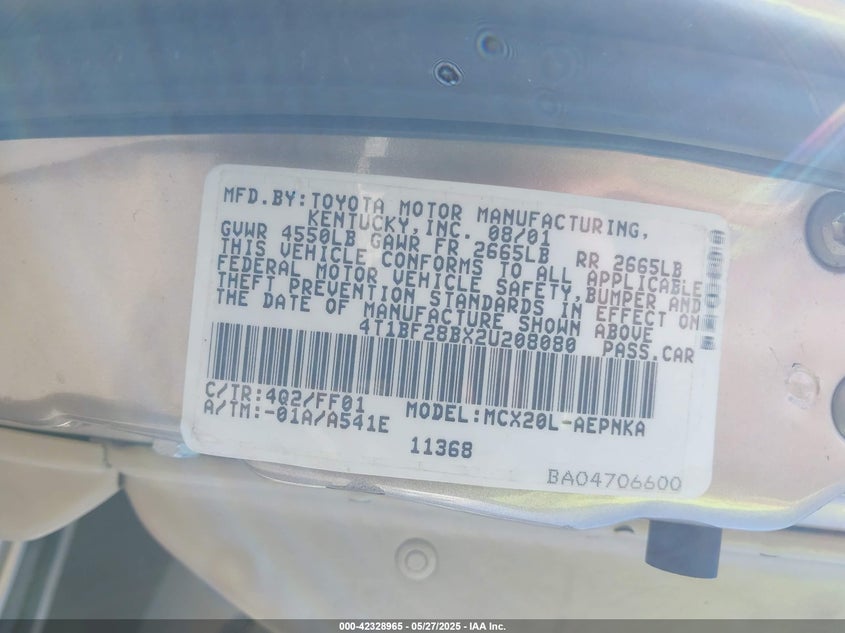 MFD.BY:TOYOTA MOTOR MANUFACTURING,
KENTUCKY,INC. 08/01
GVWR 4550LB GAWR FR 2665LB RR 2665LB
THIS VEHICLE CONFORMS TO ALL APPLICABLE
FEDERAL MOTOR VEHICLE SAFETY,BUMPER AND
THEFT PREVENTION STANDARDS IN EFFECT ON
THE DATE OF MANUFACTURE SHOWN ABOVE
4T1BF28BX2U208080 PASS.CAR
C/TR:4Q2/FF01 MODEL:MCX20L-AEPNKA
A/TM:-01A/A541E
11368
BA04706600
000-42328965 / 05/27/2025 - IAA Inc.